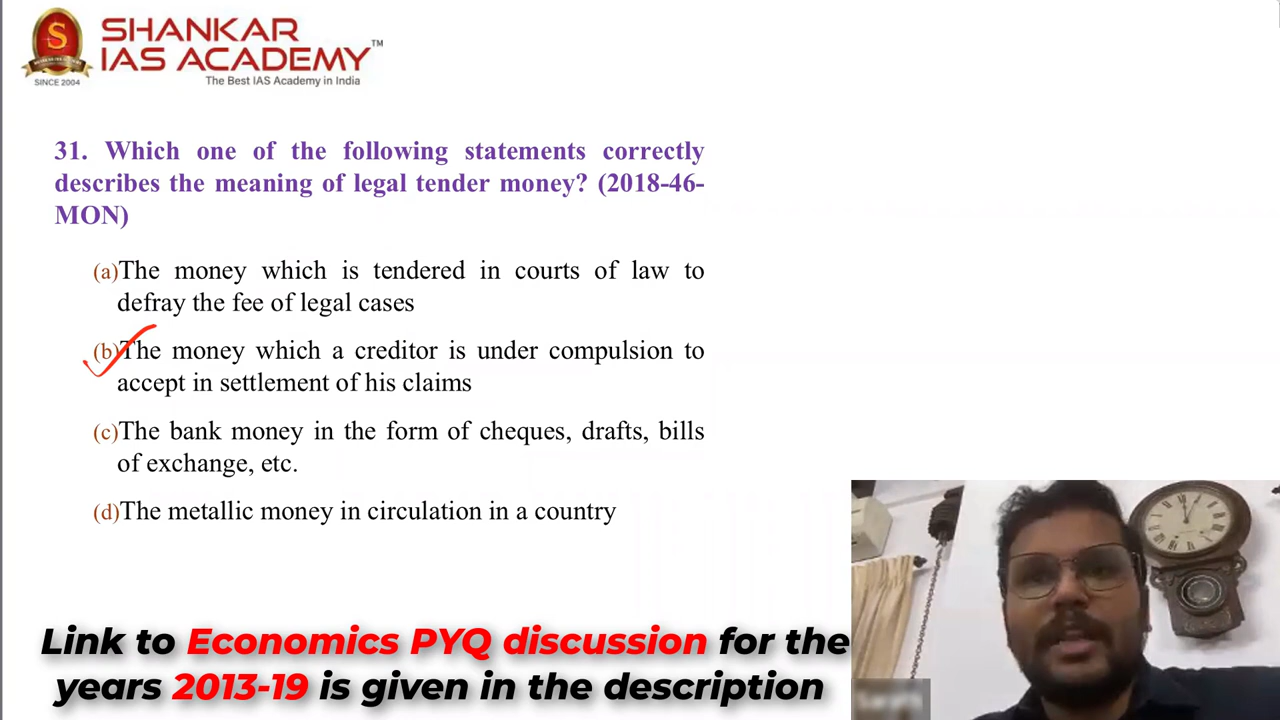 SHANKAR
IAS ACADEMY™
The Best IAS Academy in India
SINCE 2004
31. Which one of the following statements correctly
describes the meaning of legal tender money? (2018-46-
MON)
(a)The money which is tendered in courts of law to
defray the fee of legal cases
(b)The money which a creditor is under compulsion to
accept in settlement of his claims
(c)The bank money in the form of cheques, drafts, bills
of exchange, etc.
(d)The metallic money in circulation in a country
Link to Economics PYQ discussion for the
years 2013-19 is given in the description